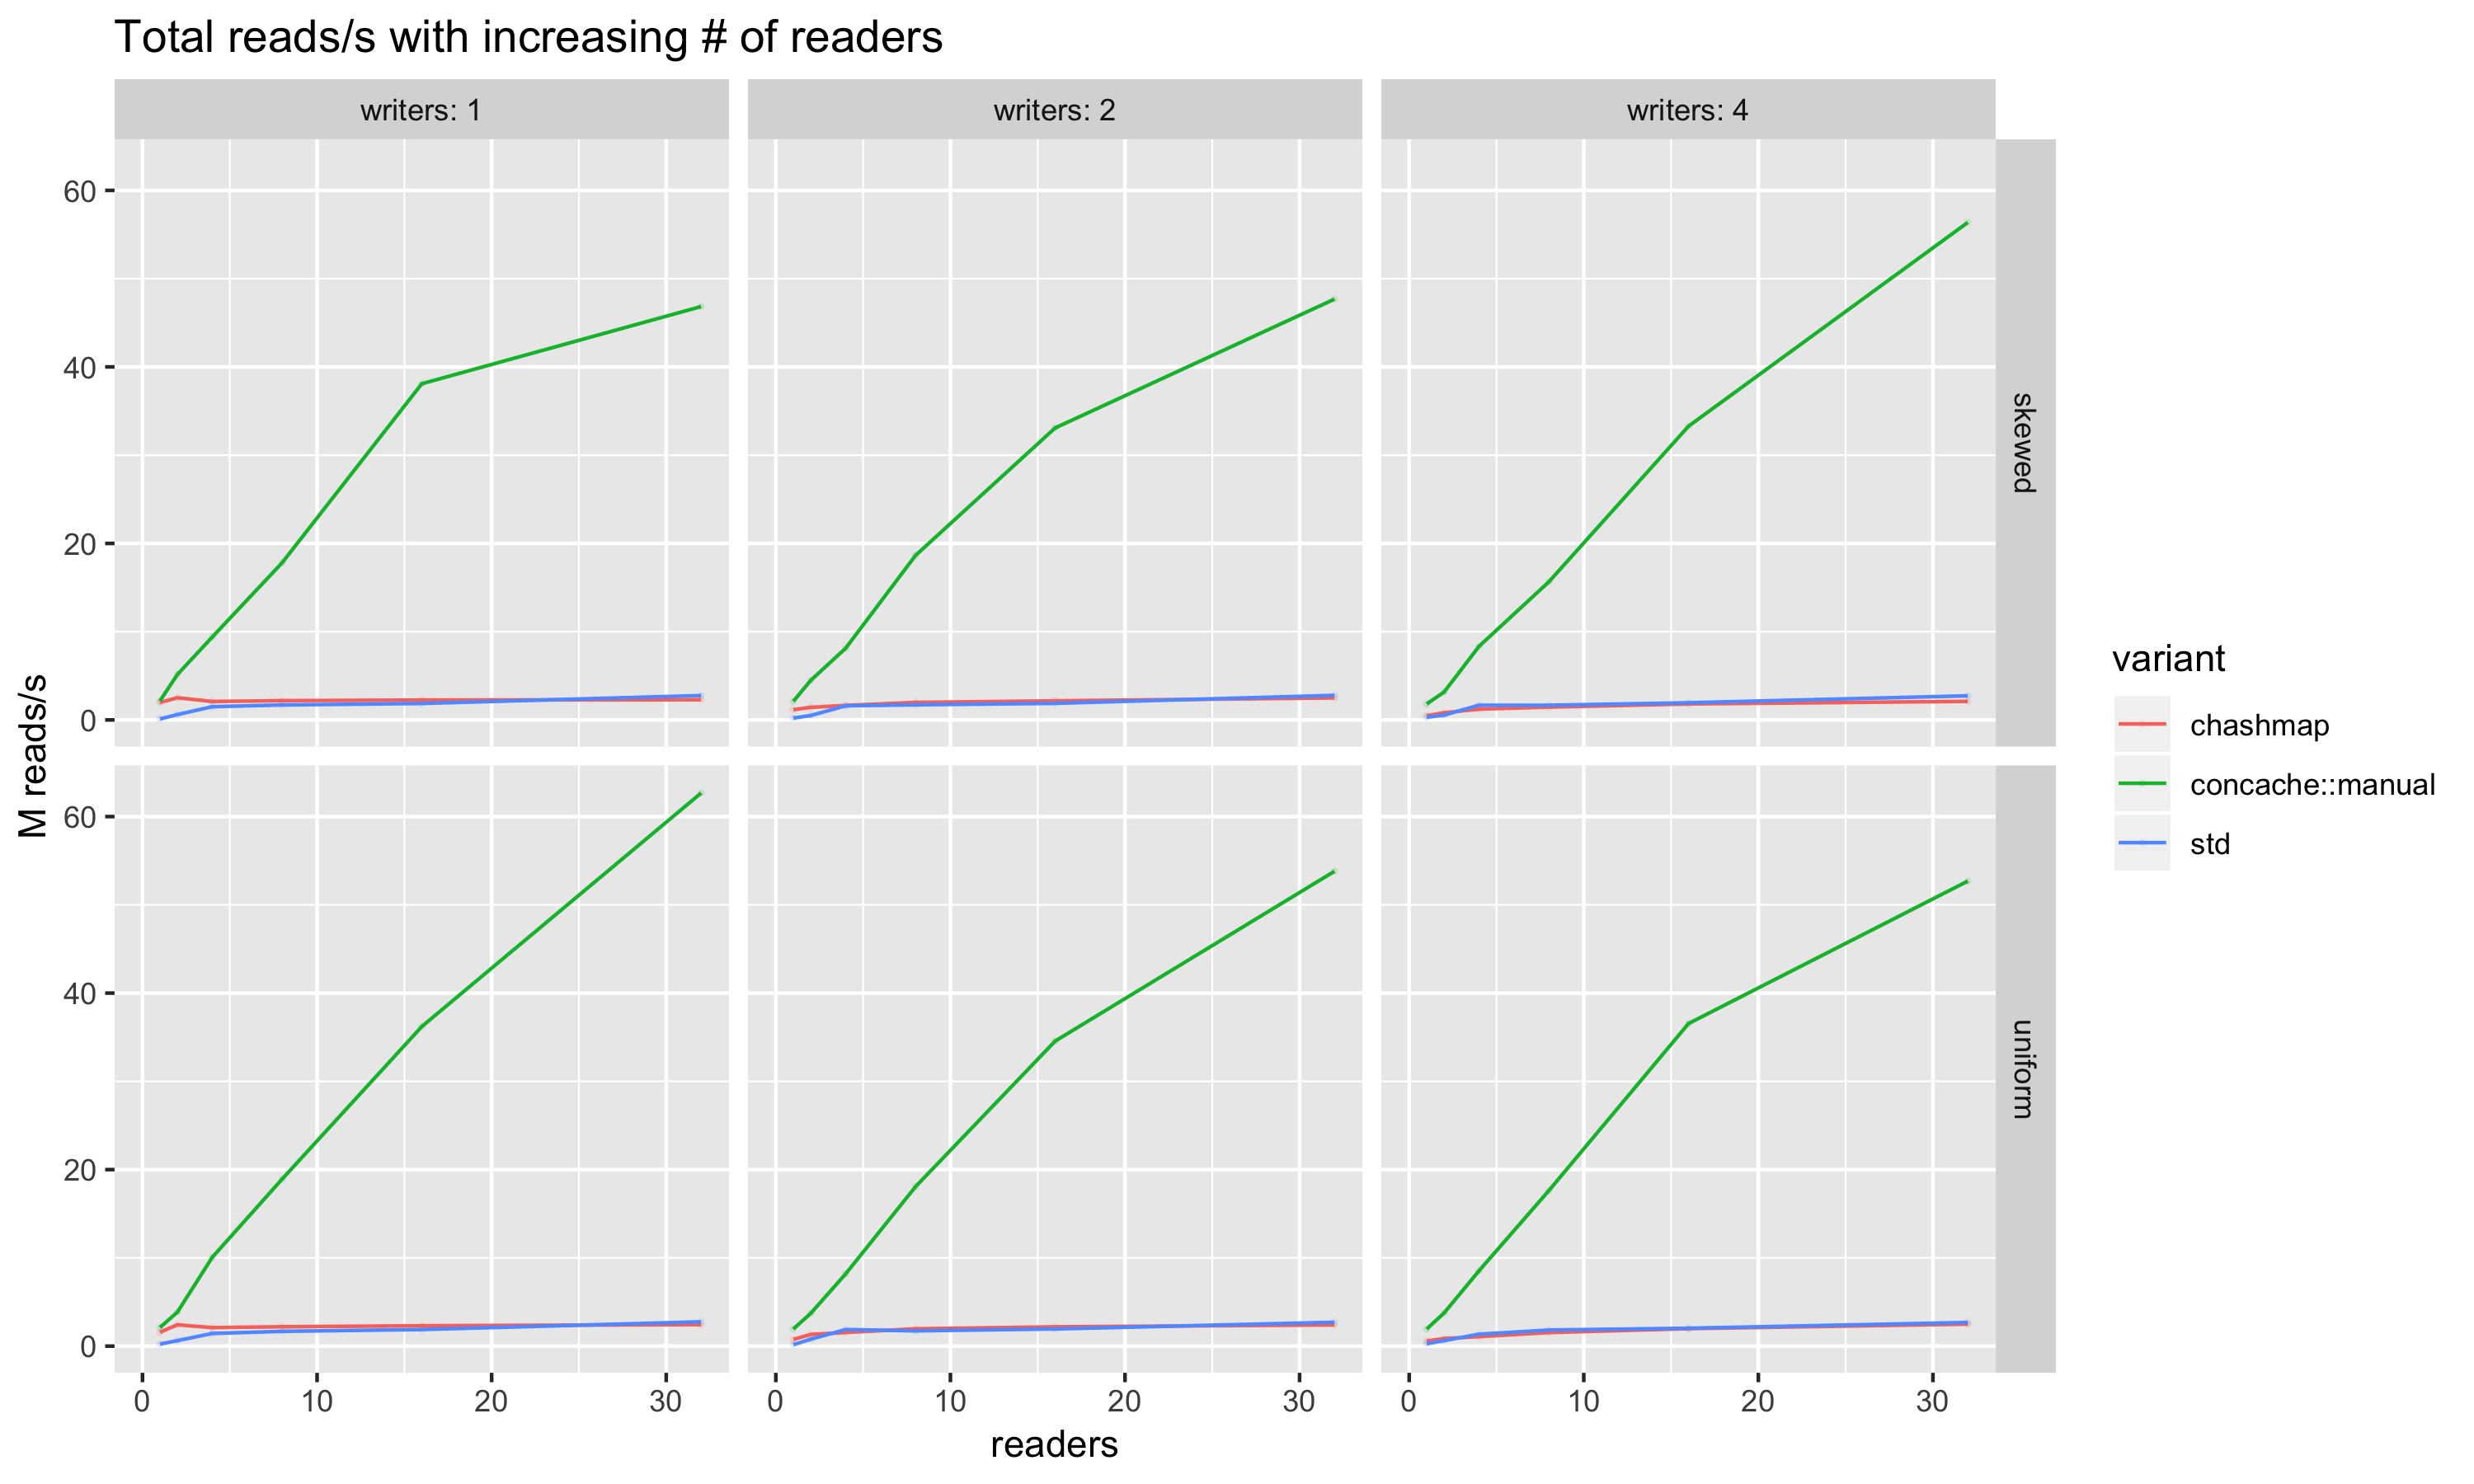 Total reads/s with increasing # of readers
writers: 1
writers: 2
writers: 4
60
40
20
0
skewed
M reads/s
60
40
20
0
uniform
0 10 20 30
0 10 20 30
0 10 20 30
readers
variant
chashmap
concache::manual
std